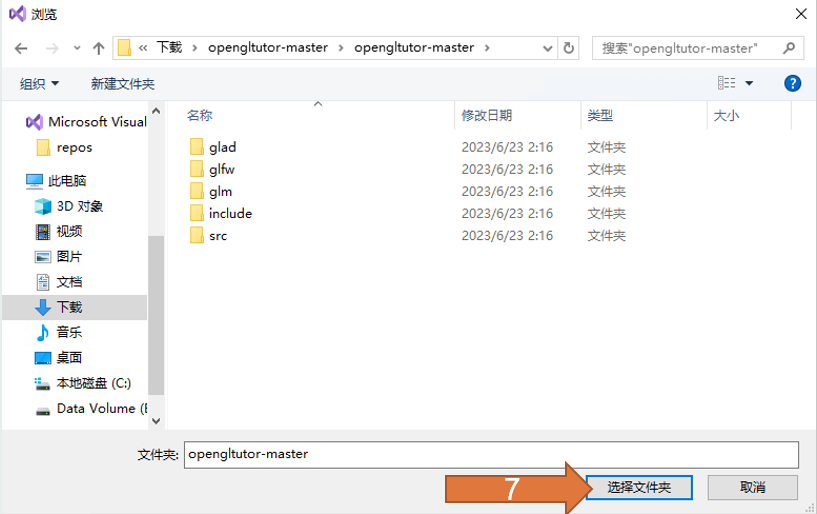 浏览
« 下载 › opengltutor-master › opengltutor-master ›
搜索"opengltutor-master"
组织 新建文件夹
?
名称 修改日期 类型 大小
Microsoft Visual
repos
此电脑
3D 对象
视频
图片
文档
下载
音乐
桌面
本地磁盘 (C:)
Data Volume (E
glad 2023/6/23 2:16 文件夹
glfw 2023/6/23 2:16 文件夹
glm 2023/6/23 2:16 文件夹
include 2023/6/23 2:16 文件夹
src 2023/6/23 2:16 文件夹
文件夹: opengltutor-master
7
选择文件夹 取消